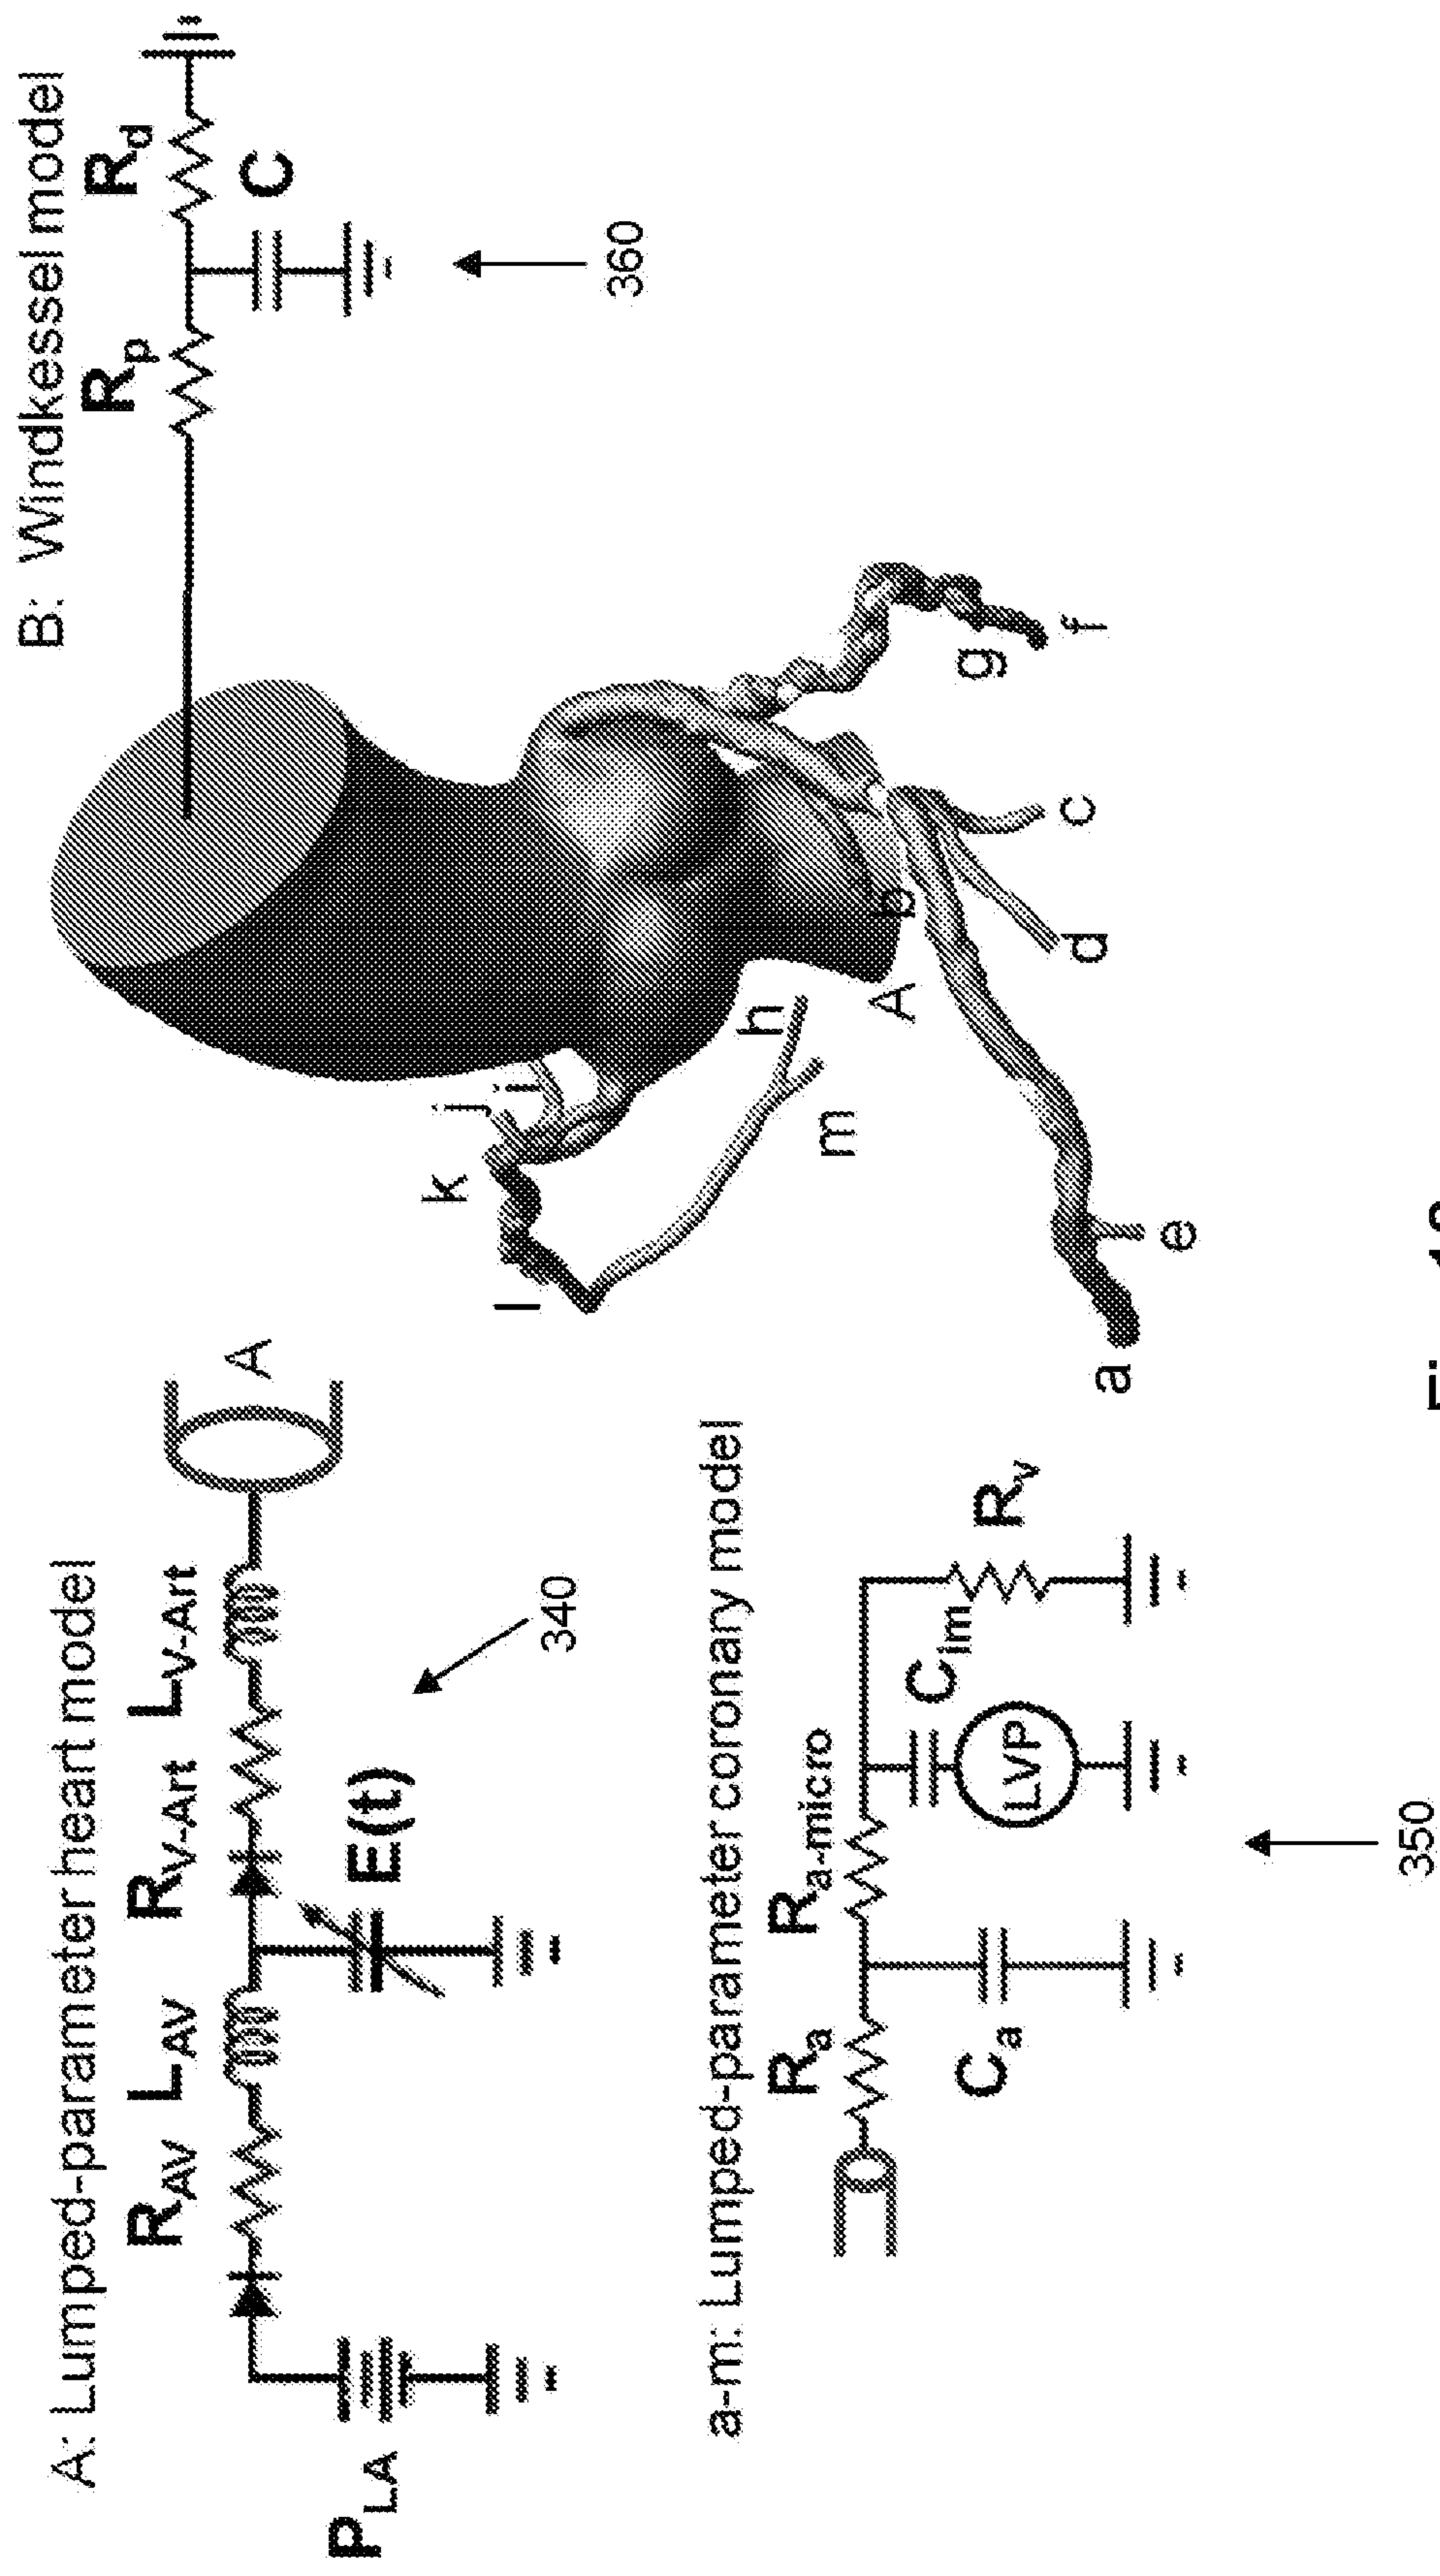 A: Lumped-parameter heart model
R_AV L_AV R_V-Art L_V-Art
A
P_LA
E(t)
340
B: Windkessel model
R_p R_d
C
360
a-m: Lumped-parameter coronary model
R_a R_a-micro
C_a
C_im
LVP
R_v
350
j
i
k
l
h
m
A
b
g
f
c
d
e
a